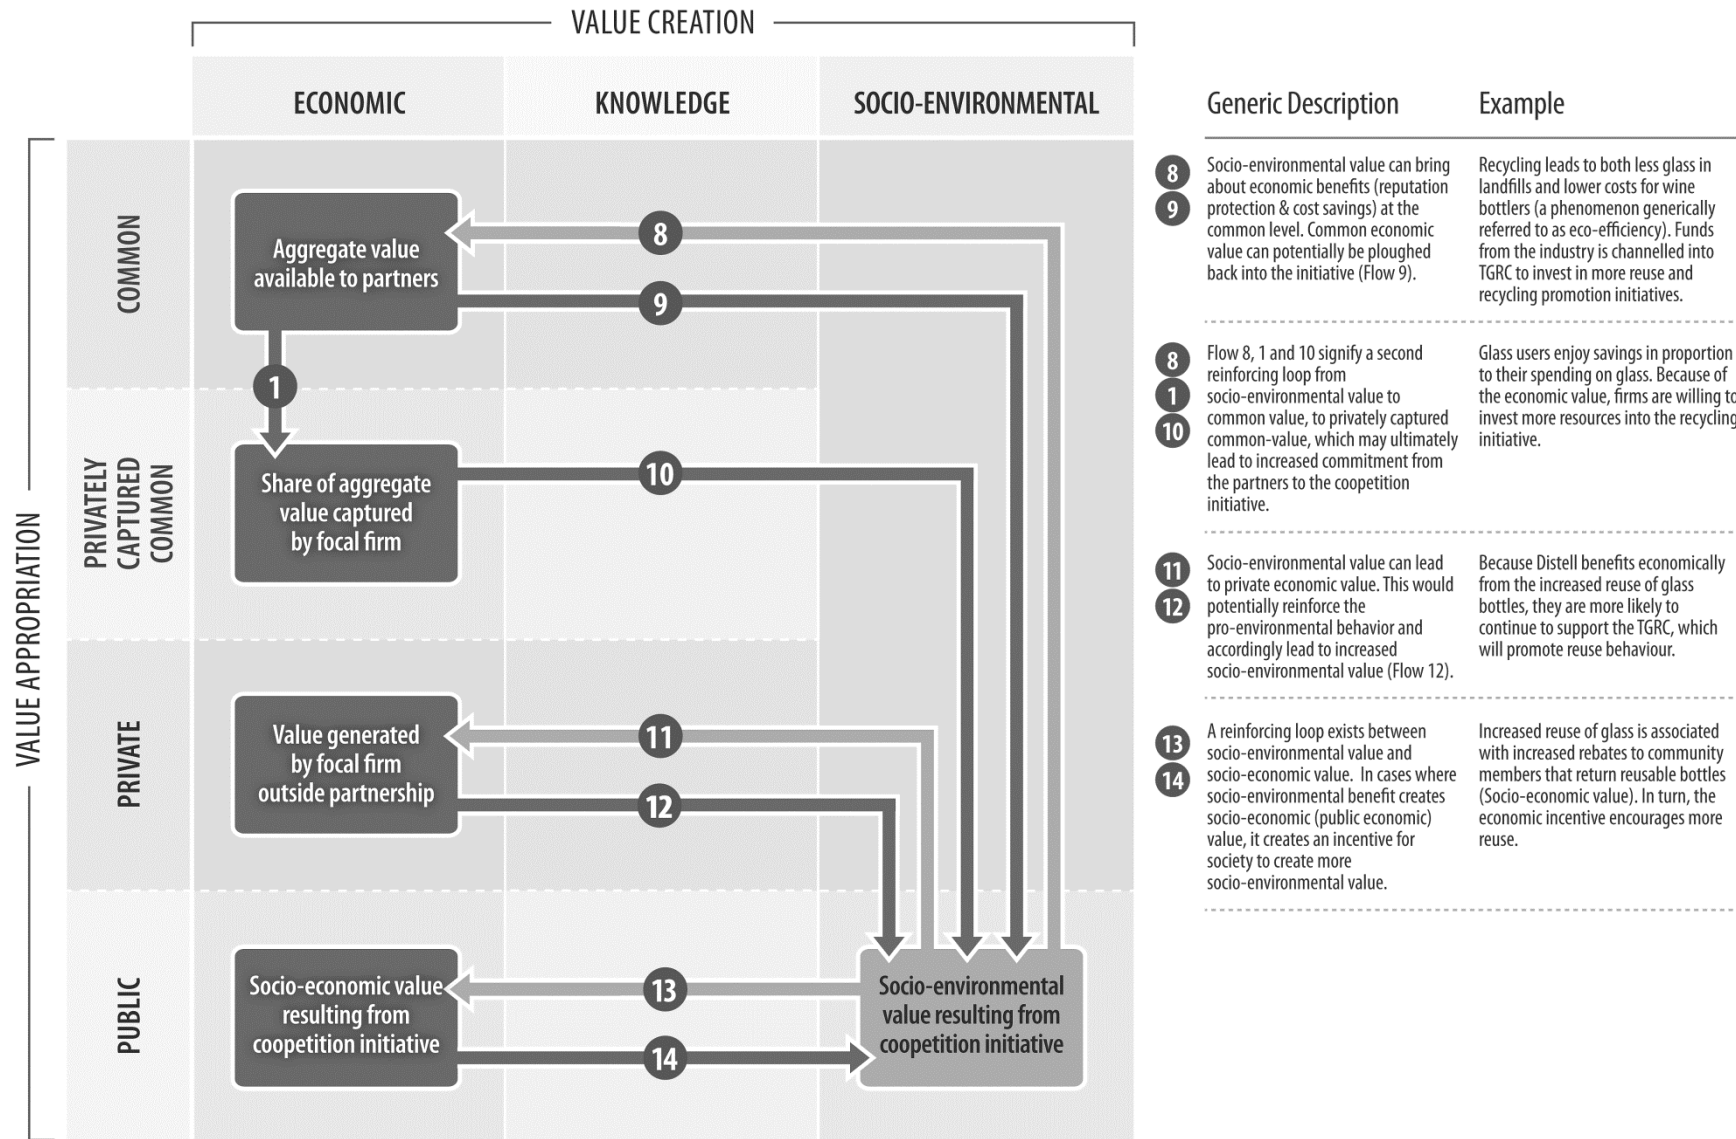 VALUE CREATION
ECONOMIC
KNOWLEDGE
SOCIO-ENVIRONMENTAL
VALUE APPROPRIATION
COMMON
PRIVATELY
CAPTURED
COMMON
PRIVATE
PUBLIC
Aggregate value
available to partners
8
9
1
Share of aggregate
value captured
by focal firm
10
Value generated
by focal firm
outside partnership
11
12
Socio-economic value
resulting from
coopetition initiative
13
14
Socio-environmental
value resulting from
coopetition initiative
Generic Description
Example
8
9
Socio-environmental value can bring
about economic benefits (reputation
protection & cost savings) at the
common level. Common economic
value can potentially be ploughed
back into the initiative (Flow 9).
Recycling leads to both less glass in
landfills and lower costs for wine
bottlers (a phenomenon generically
referred to as eco-efficiency). Funds
from the industry is channelled into
TGRC to invest in more reuse and
recycling promotion initiatives.
8
1
10
Flow 8, 1 and 10 signify a second
reinforcing loop from
socio-environmental value to
common value, to privately captured
common-value, which may ultimately
lead to increased commitment from
the partners to the coopetition
initiative.
Glass users enjoy savings in proportion
to their spending on glass. Because of
the economic value, firms are willing to
invest more resources into the recycling
initiative.
11
12
Socio-environmental value can lead
to private economic value. This would
potentially reinforce the
pro-environmental behavior and
accordingly lead to increased
socio-environmental value (Flow 12).
Because Distell benefits economically
from the increased reuse of glass
bottles, they are more likely to
continue to support the TGRC, which
will promote reuse behaviour.
13
14
A reinforcing loop exists between
socio-environmental value and
socio-economic value. In cases where
socio-environmental benefit creates
socio-economic (public economic)
value, it creates an incentive for
society to create more
socio-environmental value.
Increased reuse of glass is associated
with increased rebates to community
members that return reusable bottles
(Socio-economic value). In turn, the
economic incentive encourages more
reuse.